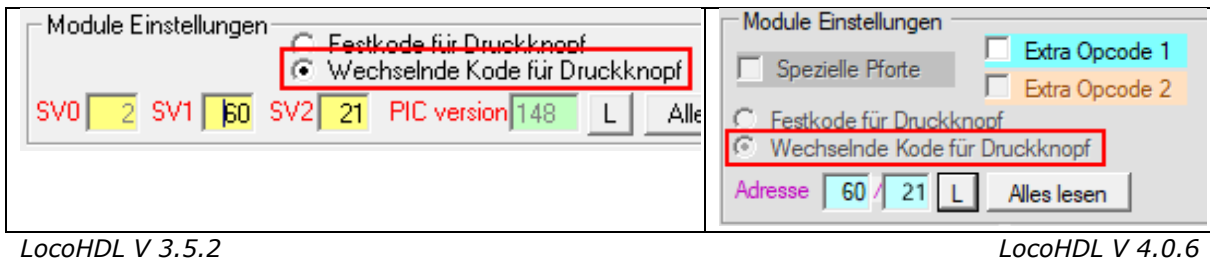 Module Einstellungen
Festkode für Druckknopf
Wechselnde Kode für Druckknopf
SV0 2 SV1 60 SV2 21 PIC version 148 L Alle
Module Einstellungen
Extra Opcode 1
Spezielle Pforte
Extra Opcode 2
Festkode für Druckknopf
Wechselnde Kode für Druckknopf
Adresse 60 / 21 L Alles lesen
LocoHDL V 3.5.2
LocoHDL V 4.0.6